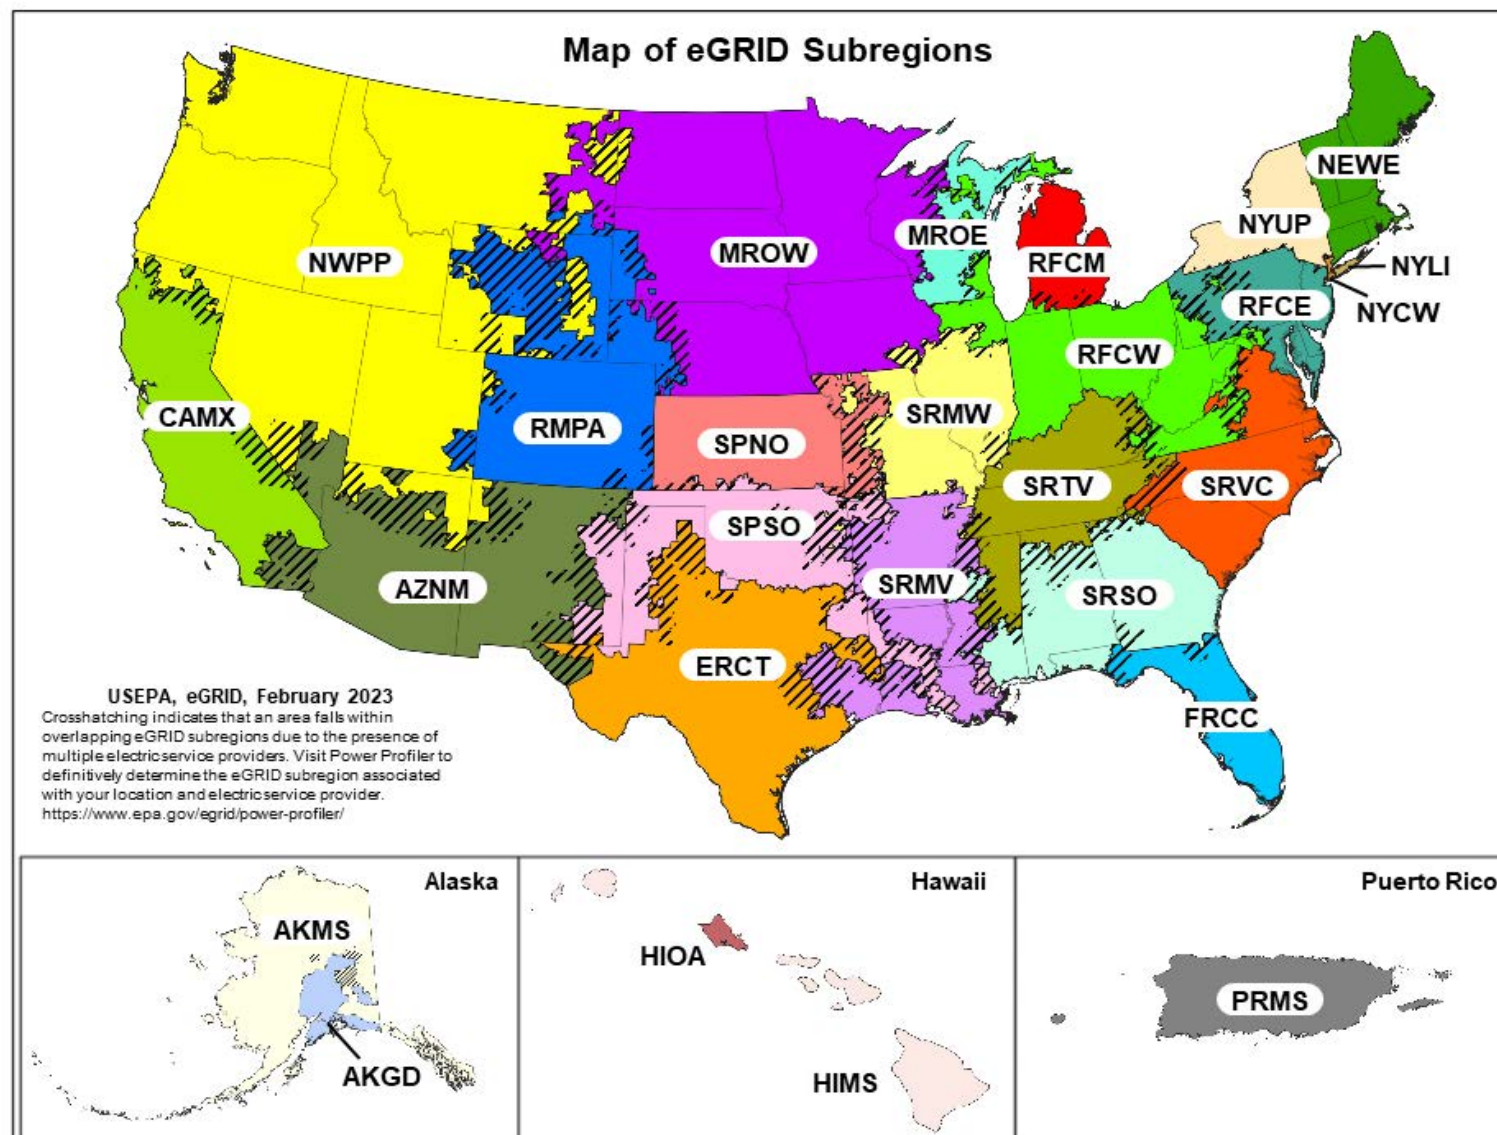 Map of eGRID Subregions
NEWE
NYUP
MROE
NWPP
MROW
RFCM
NYLI
RFCE
NYCW
RFCW
CAMX
SRMW
RMPA
SPNO
SRTV
SRVC
SPSO
AZNM
SRMV
SRSO
ERCT
FRCC
USEPA, eGRID, February 2023
Crosshatching indicates that an area falls within
overlapping eGRID subregions due to the presence of
multiple electric service providers. Visit Power Profiler to
definitively determine the eGRID subregion associated
with your location and electric service provider.
https://www.epa.gov/egrid/power-profiler/
Alaska
AKMS
AKGD
Hawaii
HIOA
HIMS
Puerto Rico
PRMS